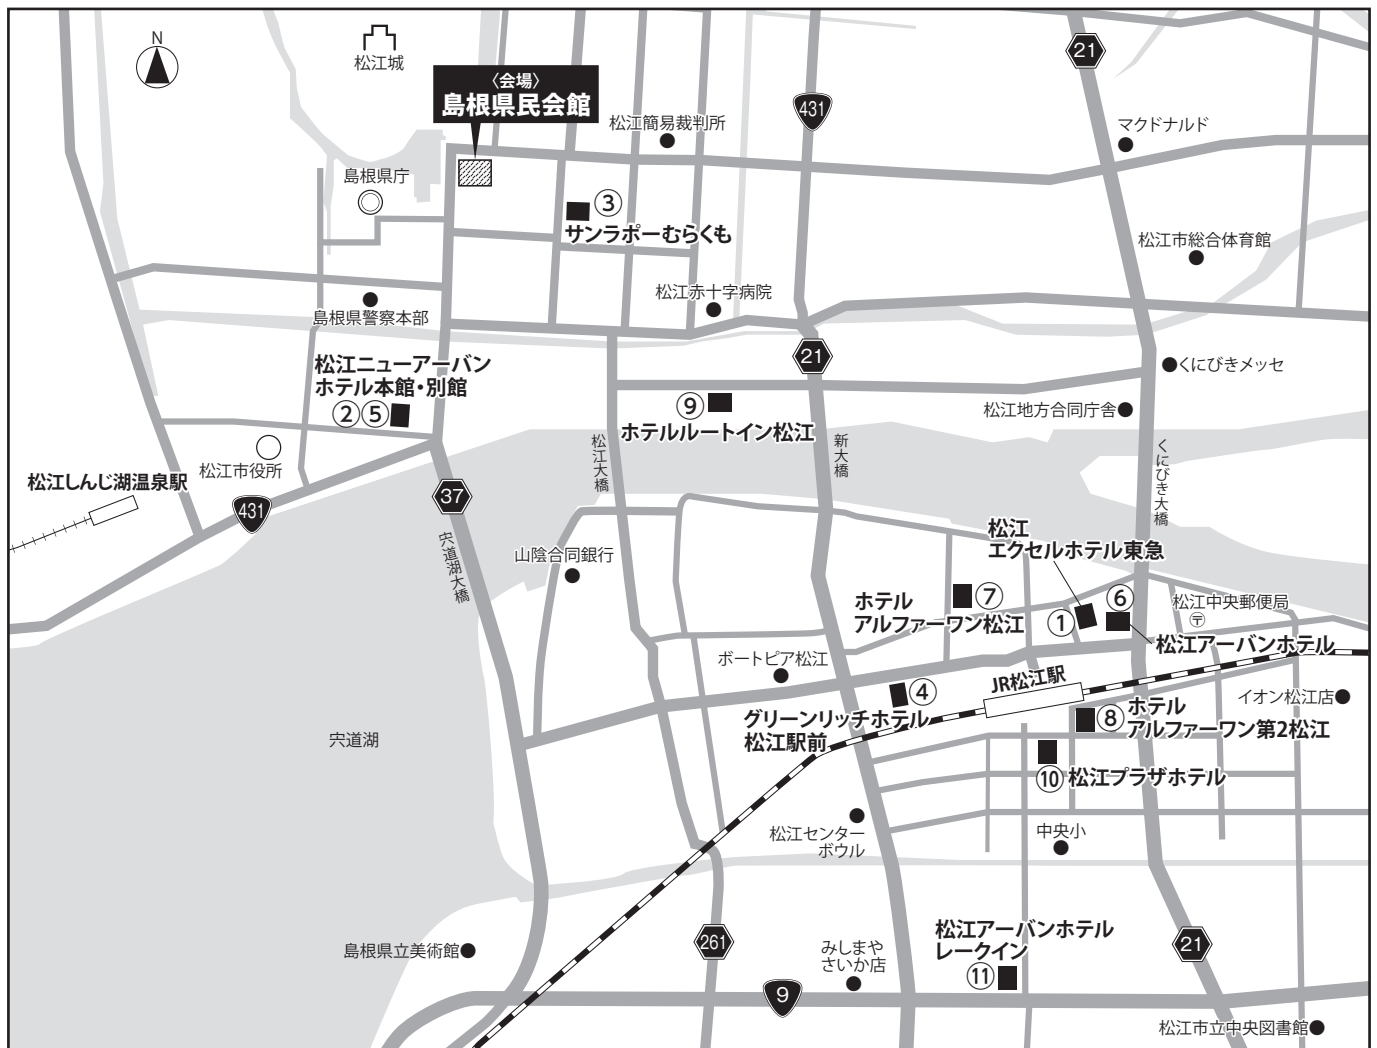 N
松江城
21
〈会場〉
島根県民会館
431
松江簡易裁判所
マクドナルド
島根県庁
③
サンラポーむらくも
松江市総合体育館
松江赤十字病院
島根県警察本部
21
松江ニューアーバン
ホテル本館・別館
②⑤
くにびきメッセ
⑨
ホテルルートイン松江
松江地方合同庁舎
松江大橋
新大橋
くにびき大橋
松江市役所
松江しんじ湖温泉駅
431
37
宍道湖大橋
山陰合同銀行
松江
エクセルホテル東急
ホテル
アルファーワン松江
⑦
①
⑥
松江中央郵便局
〒
松江アーバンホテル
ボートピア松江
JR松江駅
④
グリーンリッチホテル
松江駅前
イオン松江店
⑧
ホテル
アルファーワン第2松江
宍道湖
⑩
松江プラザホテル
松江センター
ボウル
中央小
島根県立美術館
261
みしまや
さいか店
松江アーバンホテル
レークイン
⑪
21
9
松江市立中央図書館